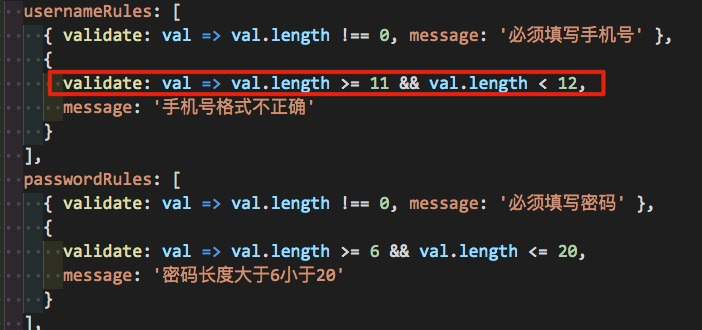 usernameRules: [
{ validate: val => val.length !== 0, message: '必须填写手机号' },
{
validate: val => val.length >= 11 && val.length < 12,
message: '手机号格式不正确'
}
],
passwordRules: [
{ validate: val => val.length !== 0, message: '必须填写密码' },
{
validate: val => val.length >= 6 && val.length <= 20,
message: '密码长度大于6小于20'
}
],